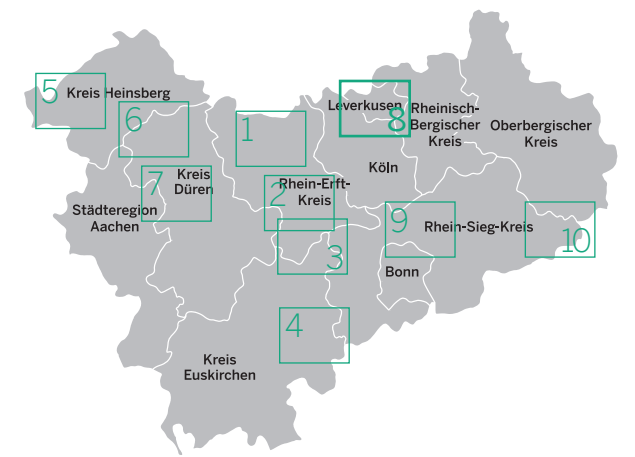 5
Kreis Heinsberg
6
1
Leverkusen
8
Rheinisch-
Bergischer
Kreis
Oberbergischer
Kreis
Köln
7
Kreis
Düren
2
Rhein-Erft-
Kreis
Städteregion
Aachen
9
Rhein-Sieg-Kreis
10
3
Bonn
4
Kreis
Euskirchen